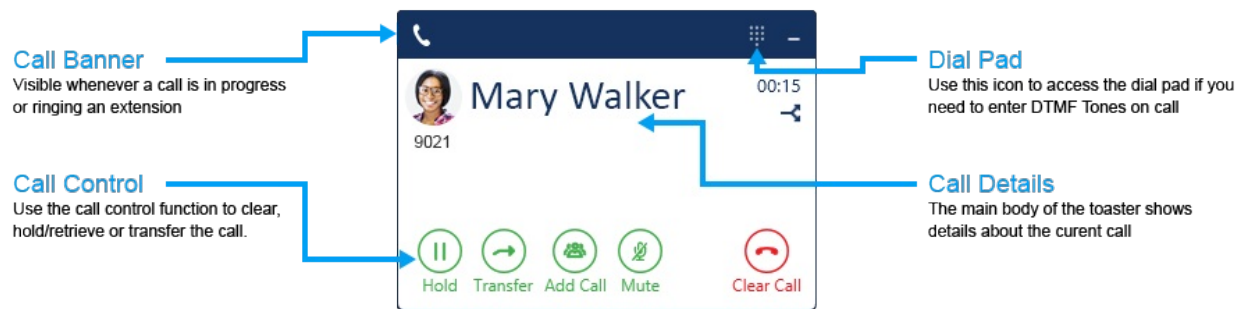 Call Banner
Visible whenever a call is in progress
or ringing an extension
Call Control
Use the call control function to clear,
hold/retrieve or transfer the call.
Mary Walker
00:15
9021
Hold Transfer Add Call Mute Clear Call
Dial Pad
Use this icon to access the dial pad if you
need to enter DTMF Tones on call
Call Details
The main body of the toaster shows
details about the curent call